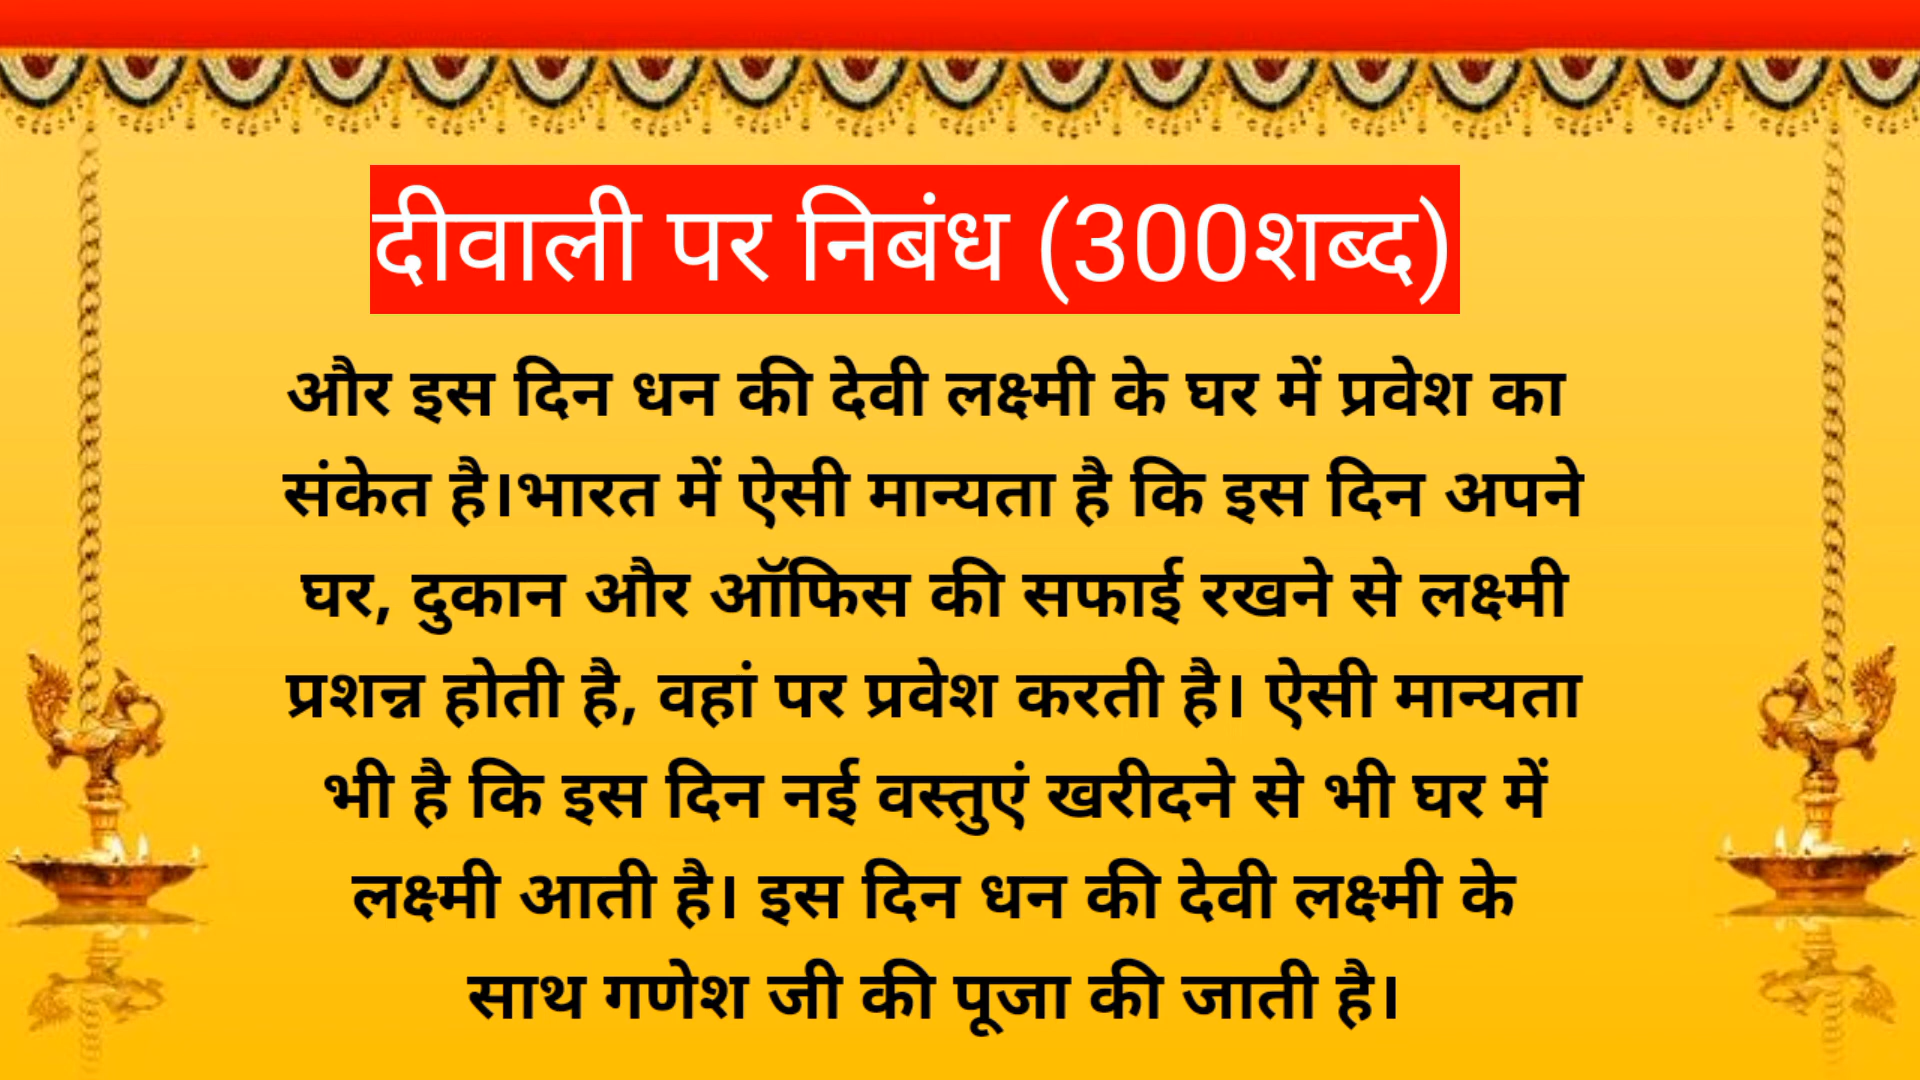 दीवाली पर निबंध (300शब्द)
और इस दिन धन की देवी लक्ष्मी के घर में प्रवेश का
संकेत है।भारत में ऐसी मान्यता है कि इस दिन अपने
घर, दुकान और ऑफिस की सफाई रखने से लक्ष्मी
प्रशन्न होती है, वहां पर प्रवेश करती है। ऐसी मान्यता
भी है कि इस दिन नई वस्तुएं खरीदने से भी घर में
लक्ष्मी आती है। इस दिन धन की देवी लक्ष्मी के
साथ गणेश जी की पूजा की जाती है।